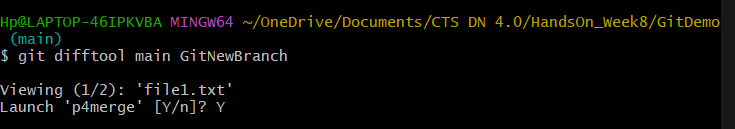 Hp@LAPTOP-46IPKVBA MINGW64 ~/OneDrive/Documents/CTS DN 4.0/HandsOn_Week8/GitDemo
(main)
$ git difftool main GitNewBranch
Viewing (1/2): 'file1.txt'
Launch 'p4merge' [Y/n]? Y